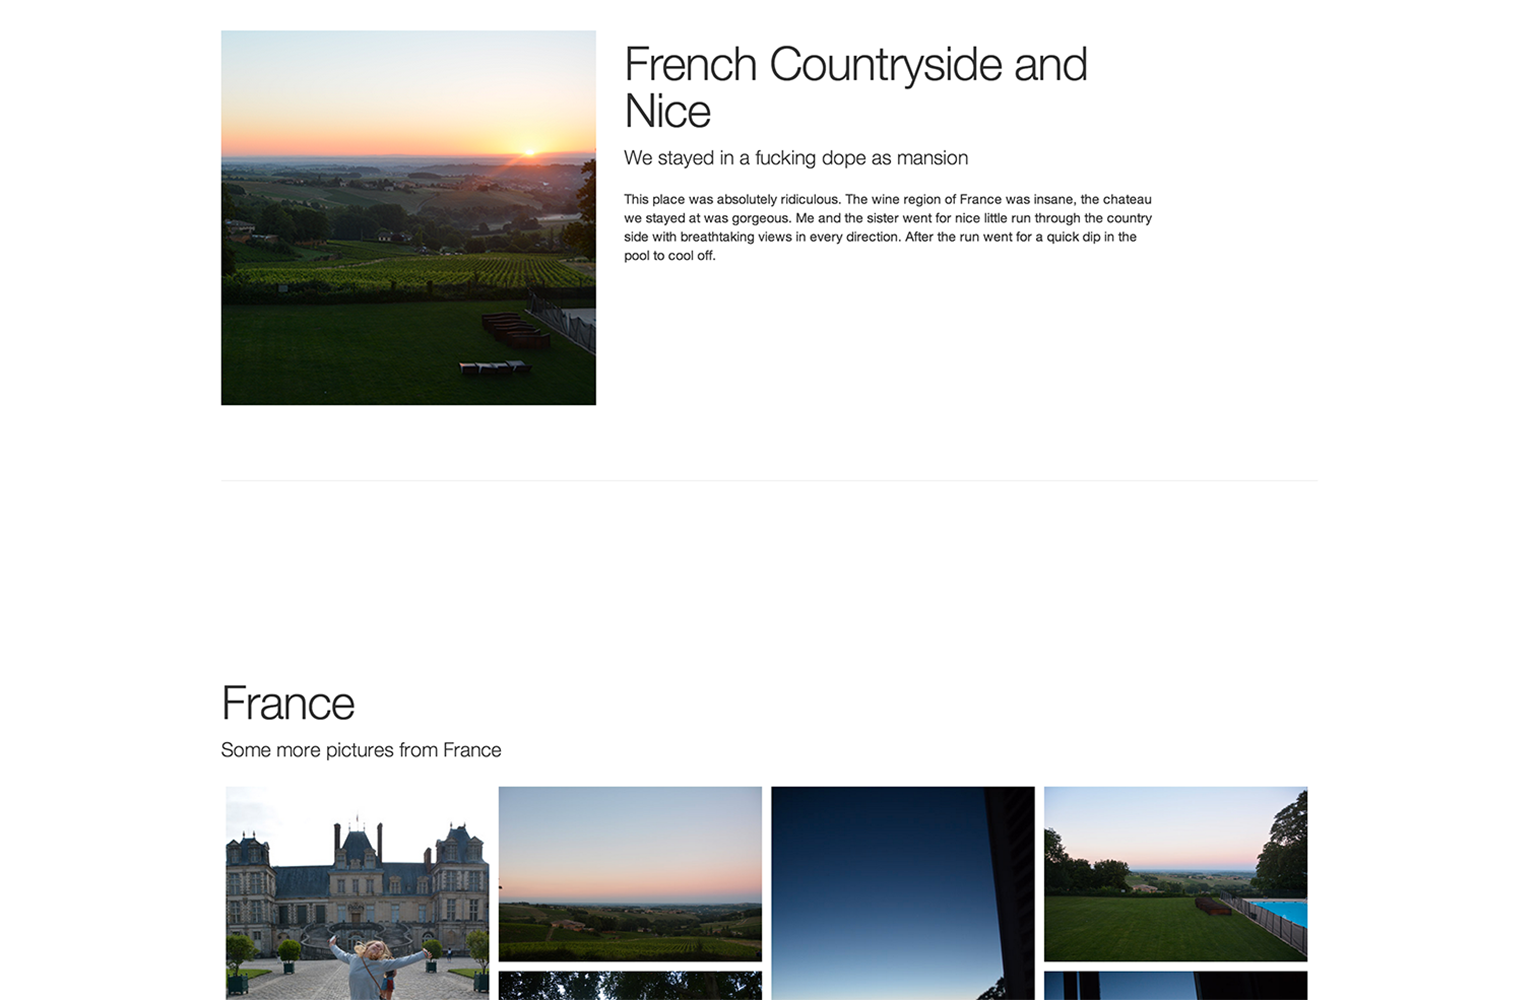 French Countryside and
Nice
We stayed in a fucking dope as mansion
This place was absolutely ridiculous. The wine region of France was insane, the chateau
we stayed at was gorgeous. Me and the sister went for nice little run through the country
side with breathtaking views in every direction. After the run went for a quick dip in the
pool to cool off.
France
Some more pictures from France